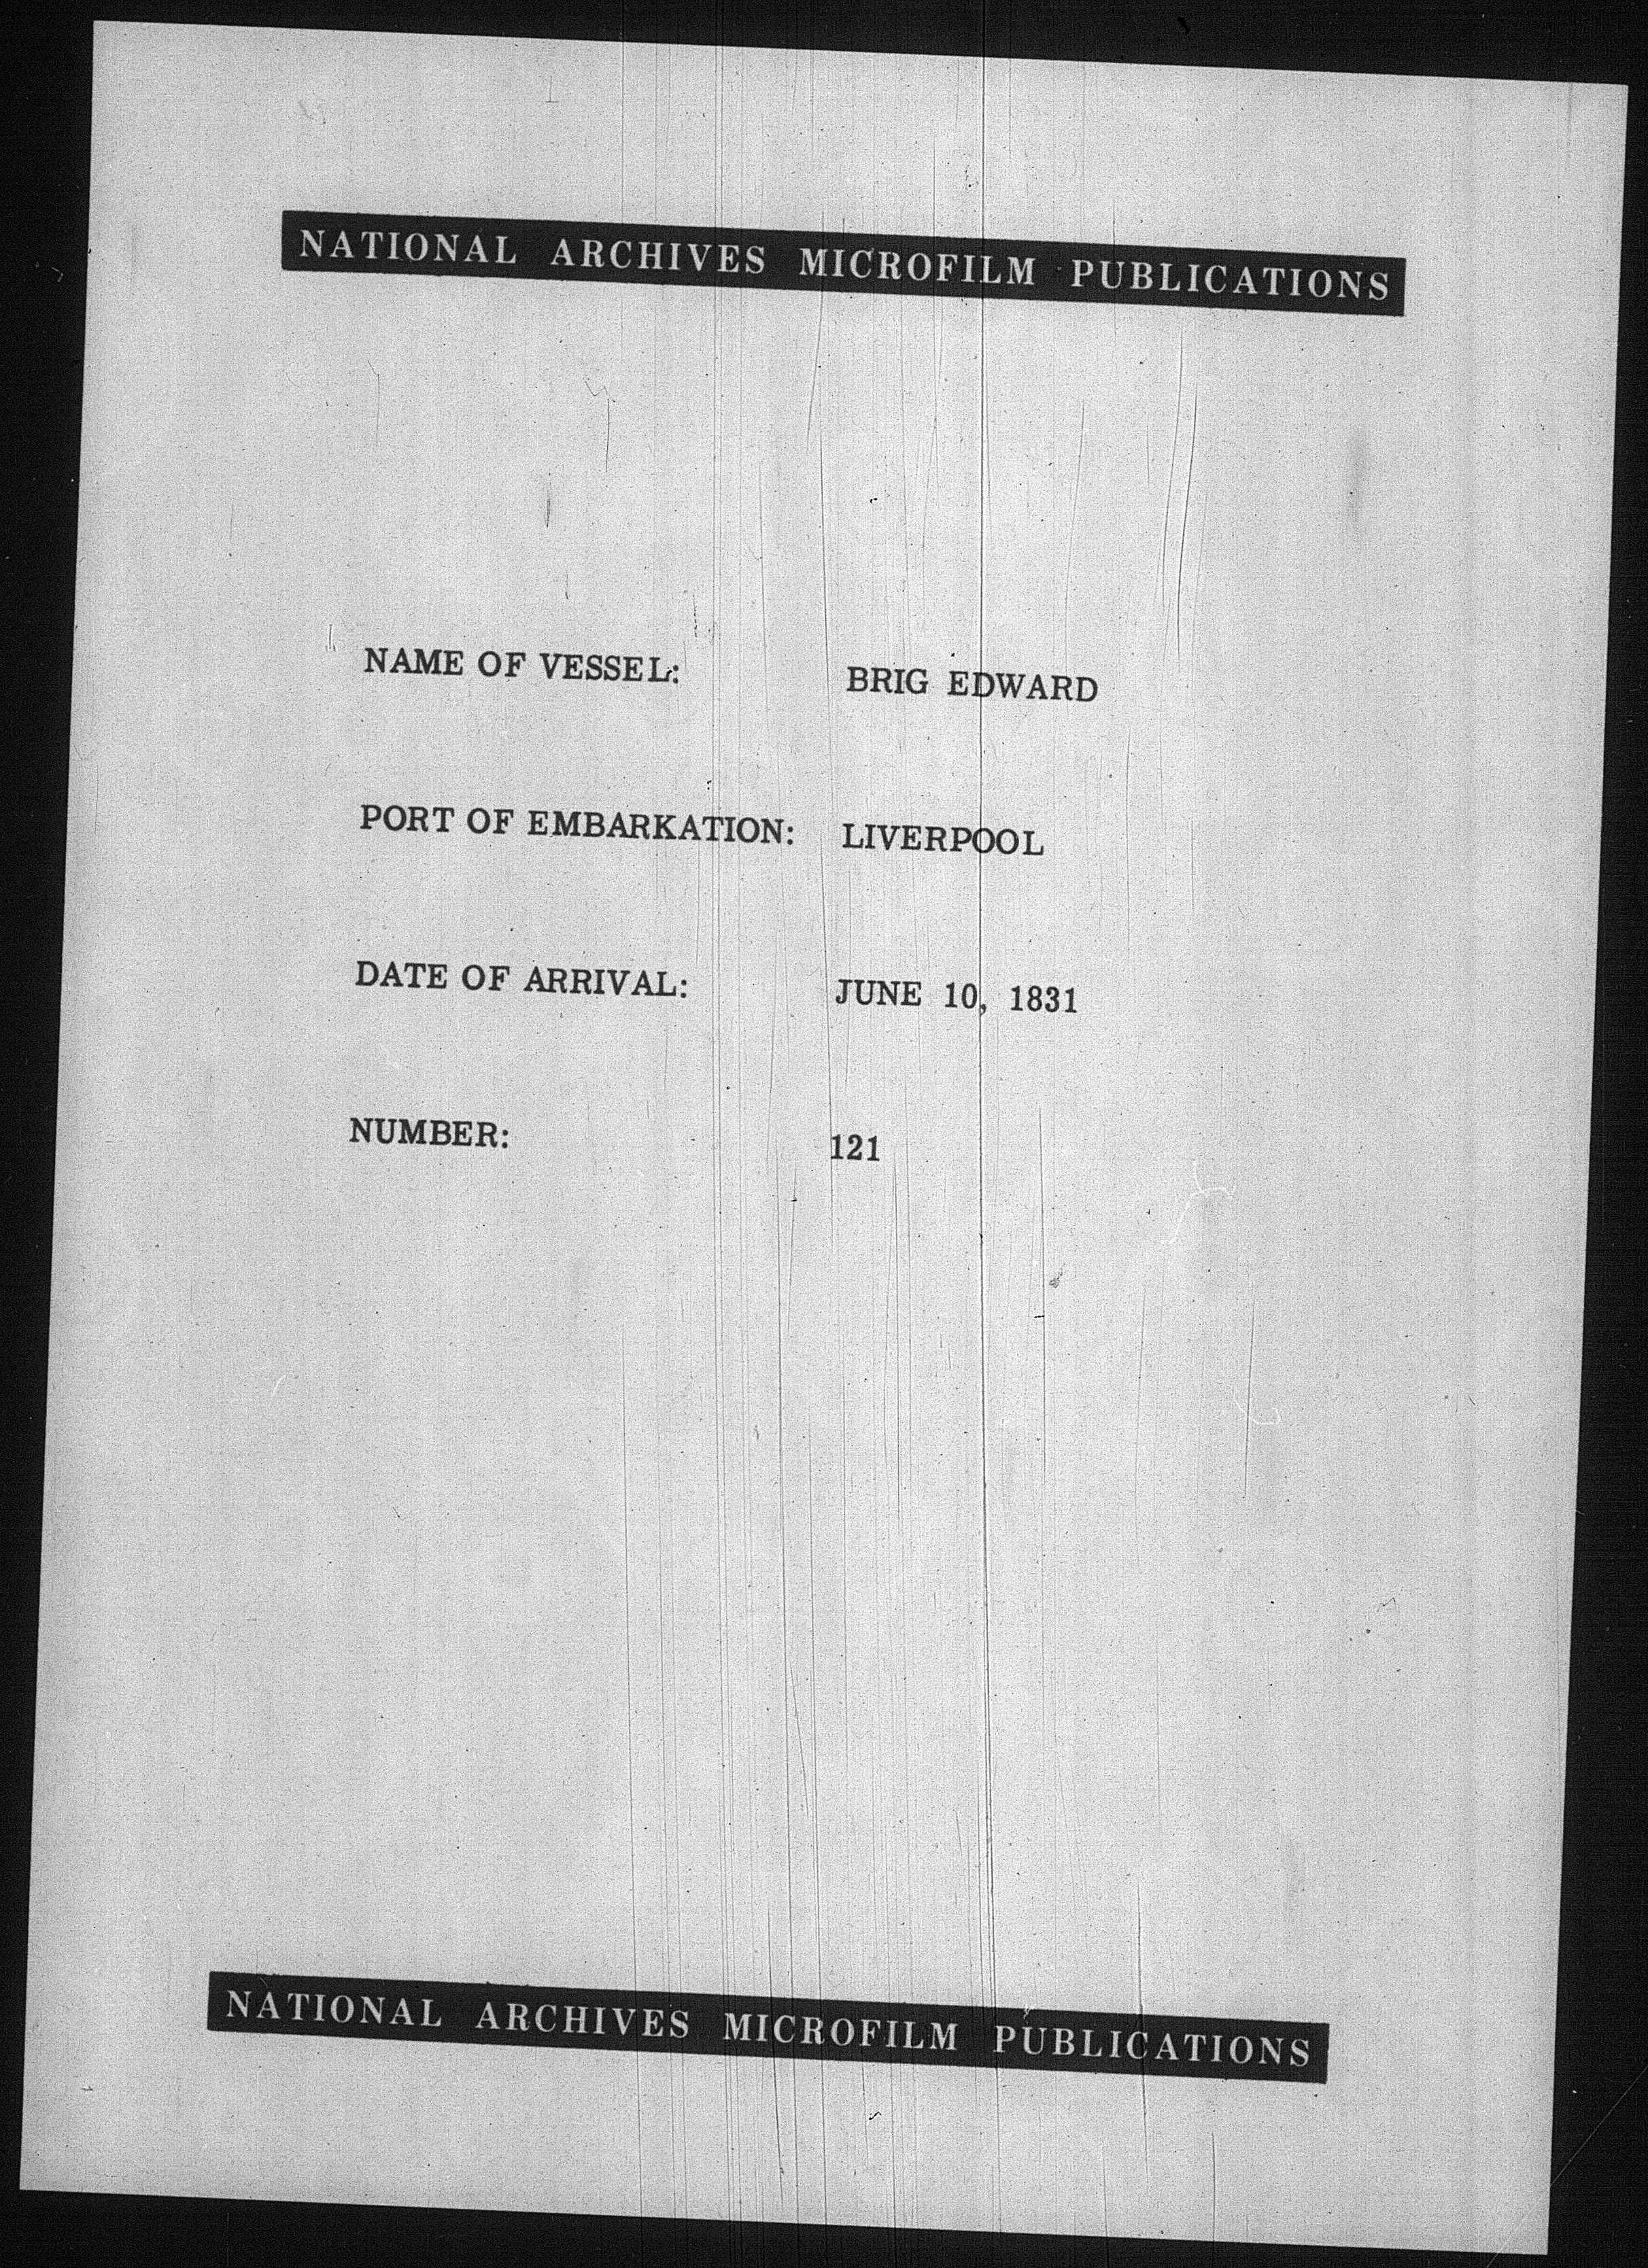 NATIONAL ARCHIVES MICROFILM PUBLICATIONS
NAME OF VESSEL: BRIG EDWARD
PORT OF EMBARKATION: LIVERPOOL
DATE OF ARRIVAL: JUNE 10, 1831
NUMBER: 121
NATIONAL ARCHIVES MICROFILM PUBLICATIONS